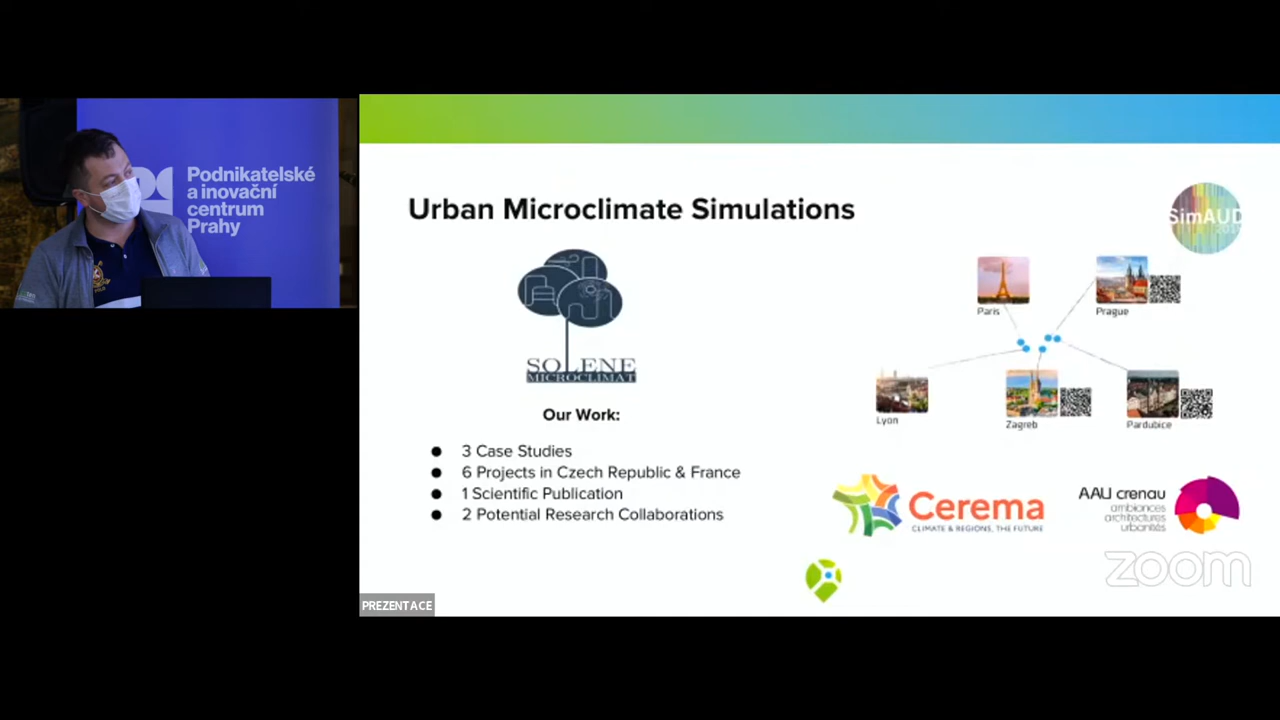 Podnikatelské
a inovační
centrum
Prahy
Urban Microclimate Simulations
SimAUD
SOLENE
MICROCLIMAT
Our Work:
3 Case Studies
6 Projects in Czech Republic & France
1 Scientific Publication
2 Potential Research Collaborations
Paris
Prague
Lyon
Zagreb
Pardubice
Cerema
CLIMATE & REGIONS, THE FUTURE
AAU crenau
ambiances
architectures
urbanités
zoom
PREZENTACE